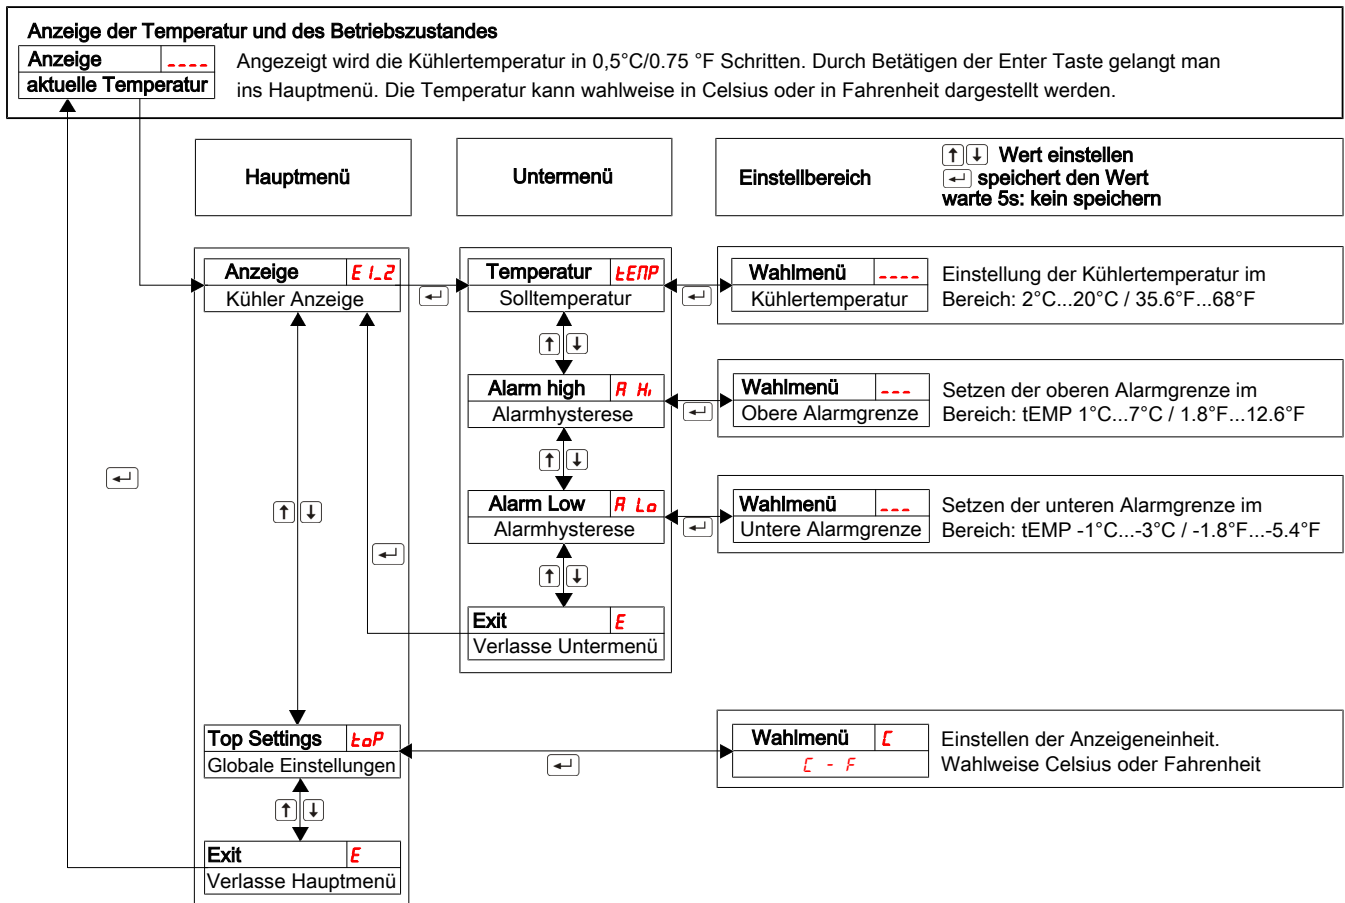 Anzeige der Temperatur und des Betriebszustandes
Anzeige ----
aktuelle Temperatur
Angezeigt wird die Kühlertemperatur in 0,5°C/0.75 °F Schritten. Durch Betätigen der Enter Taste gelangt man
ins Hauptmenü. Die Temperatur kann wahlweise in Celsius oder in Fahrenheit dargestellt werden.
Hauptmenü
Untermenü
Einstellbereich
↑ ↓ Wert einstellen
↵ speichert den Wert
warte 5s: kein speichern
Anzeige E1_2
Kühler Anzeige
↵
Temperatur tEMP
Solltemperatur
↵
Wahlmenü ----
Kühlertemperatur
Einstellung der Kühlertemperatur im
Bereich: 2°C...20°C / 35.6°F...68°F
↑ ↓
Alarm high A Hi
Alarmhysterese
↵
Wahlmenü ---
Obere Alarmgrenze
Setzen der oberen Alarmgrenze im
Bereich: tEMP 1°C...7°C / 1.8°F...12.6°F
↑ ↓
↵
Alarm Low A Lo
Alarmhysterese
↵
Wahlmenü ---
Untere Alarmgrenze
Setzen der unteren Alarmgrenze im
Bereich: tEMP -1°C...-3°C / -1.8°F...-5.4°F
↑ ↓
↵
↑ ↓
Exit E
Verlasse Untermenü
Top Settings toP
Globale Einstellungen
↵
Wahlmenü C
C - F
Einstellen der Anzeigeneinheit.
Wahlweise Celsius oder Fahrenheit
↑ ↓
Exit E
Verlasse Hauptmenü